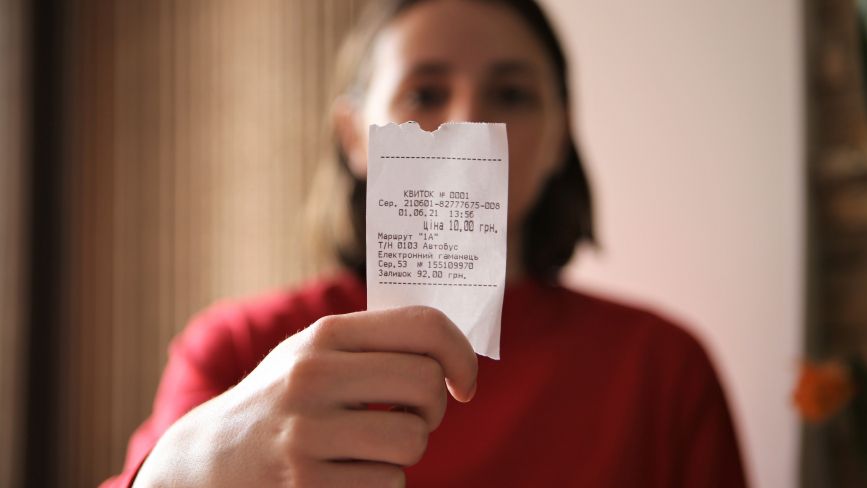 КВИТОК № 0001
Сер. 210601-82777675-008
01.06.21 13:56
Ціна 10,00 грн.
Маршрут "1А"
Т/Н 0103 Автобус
Електронний гаманець
Сер.53 № 155109970
Залишок 92.00 грн.